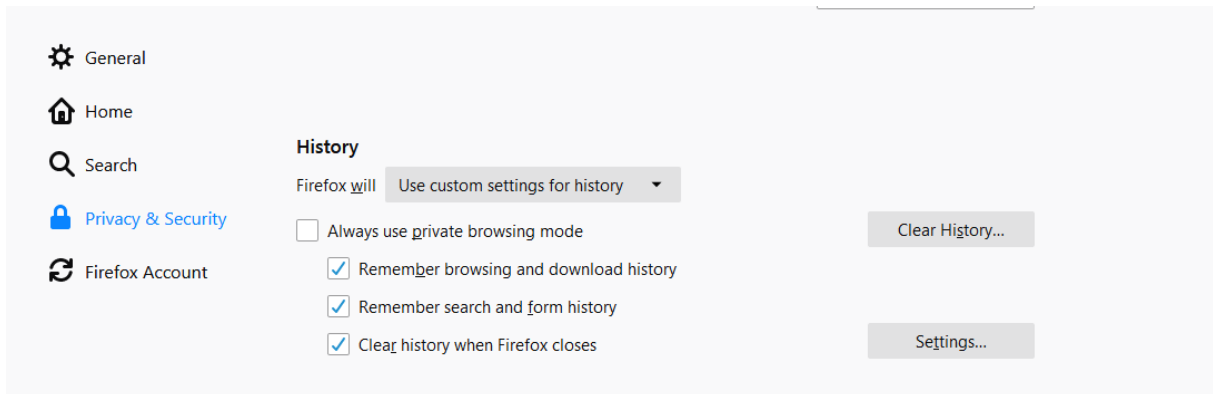 General
Home
Search
Privacy & Security
Firefox Account
History
Firefox will Use custom settings for history
Always use private browsing mode
Clear History...
Remember browsing and download history
Remember search and form history
Clear history when Firefox closes
Settings...